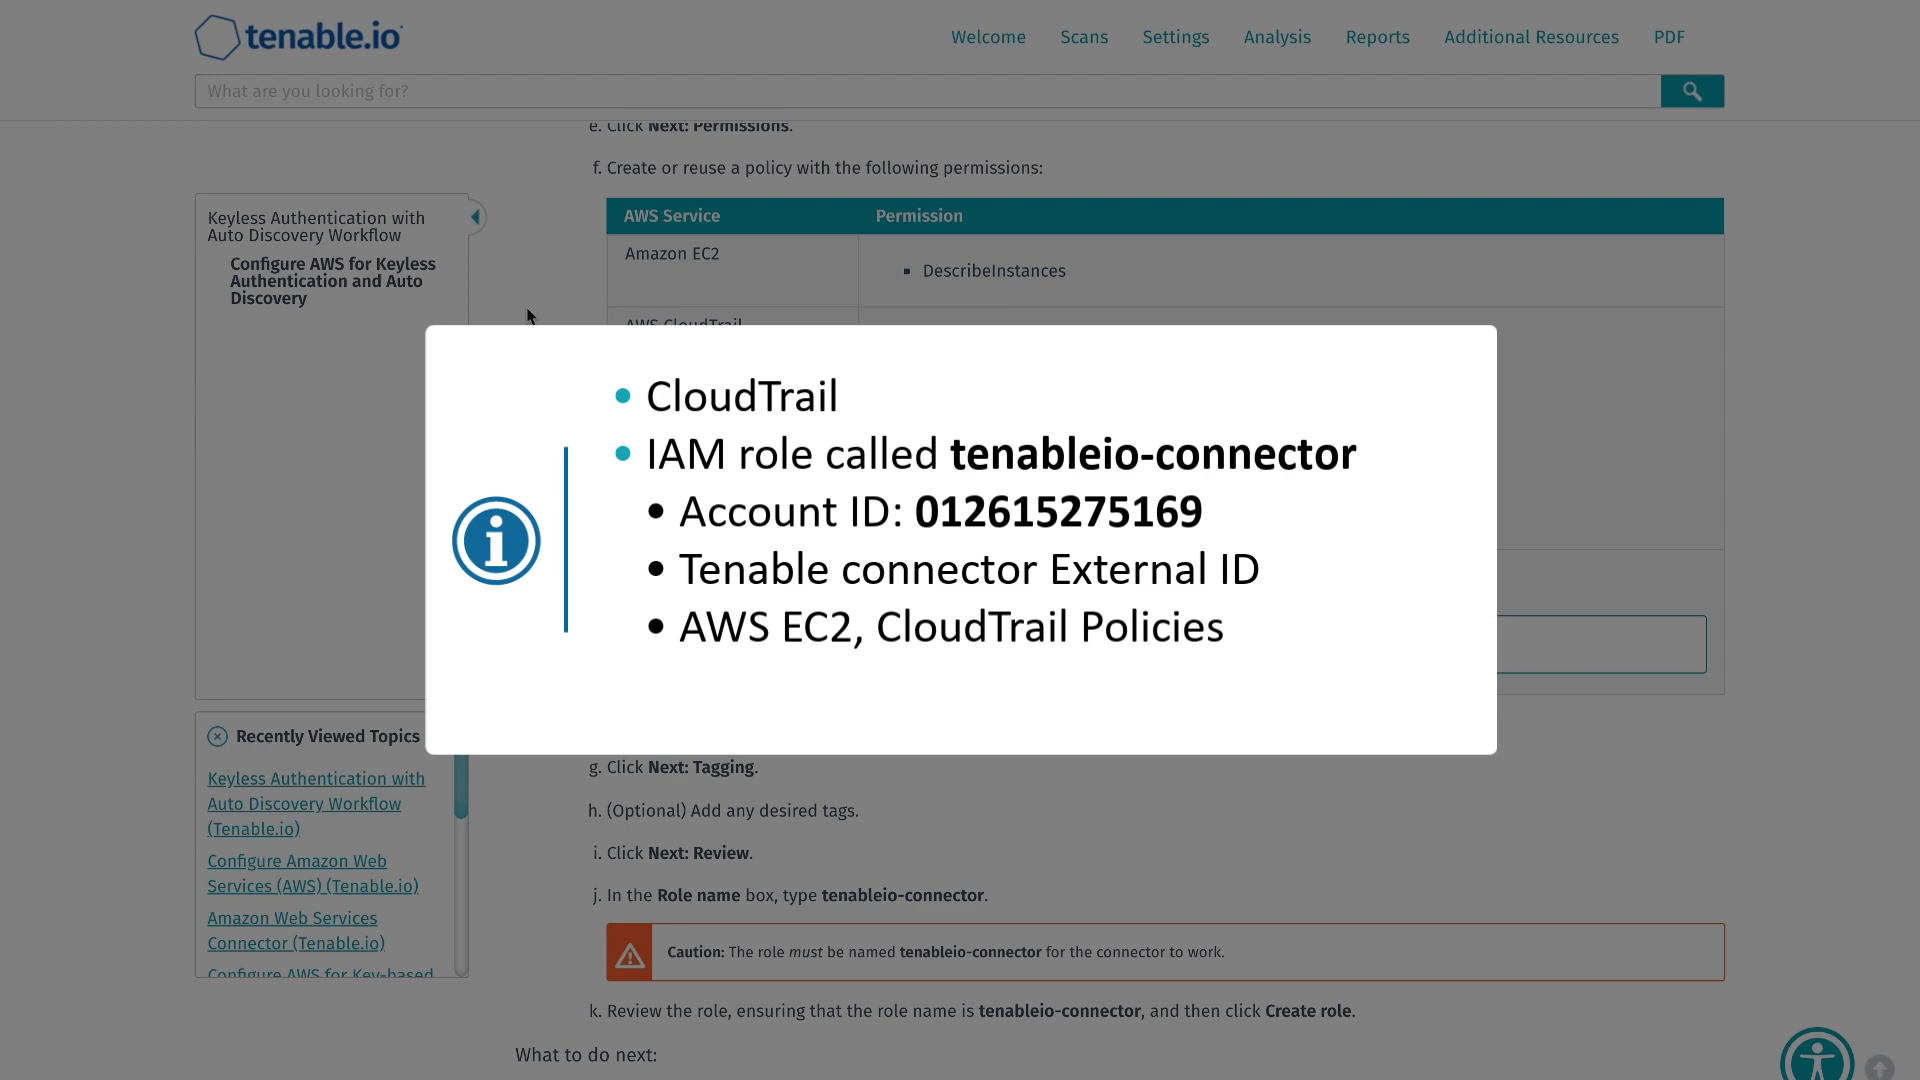 tenable.io
Welcome Scans Settings Analysis Reports Additional Resources PDF
What are you looking for?
e. Click Next: Permissions.
f. Create or reuse a policy with the following permissions:
Keyless Authentication with
Auto Discovery Workflow
Configure AWS for Keyless
Authentication and Auto
Discovery
AWS Service Permission
Amazon EC2
▪ DescribeInstances
AWS CloudTrail
• CloudTrail
• IAM role called tenableio-connector
• Account ID: 012615275169
• Tenable connector External ID
• AWS EC2, CloudTrail Policies
Recently Viewed Topics
Keyless Authentication with
Auto Discovery Workflow
(Tenable.io)
Configure Amazon Web
Services (AWS) (Tenable.io)
Amazon Web Services
Connector (Tenable.io)
Configure AWS for Key-based
g. Click Next: Tagging.
h. (Optional) Add any desired tags.
i. Click Next: Review.
j. In the Role name box, type tenableio-connector.
Caution: The role must be named tenableio-connector for the connector to work.
k. Review the role, ensuring that the role name is tenableio-connector, and then click Create role.
What to do next: